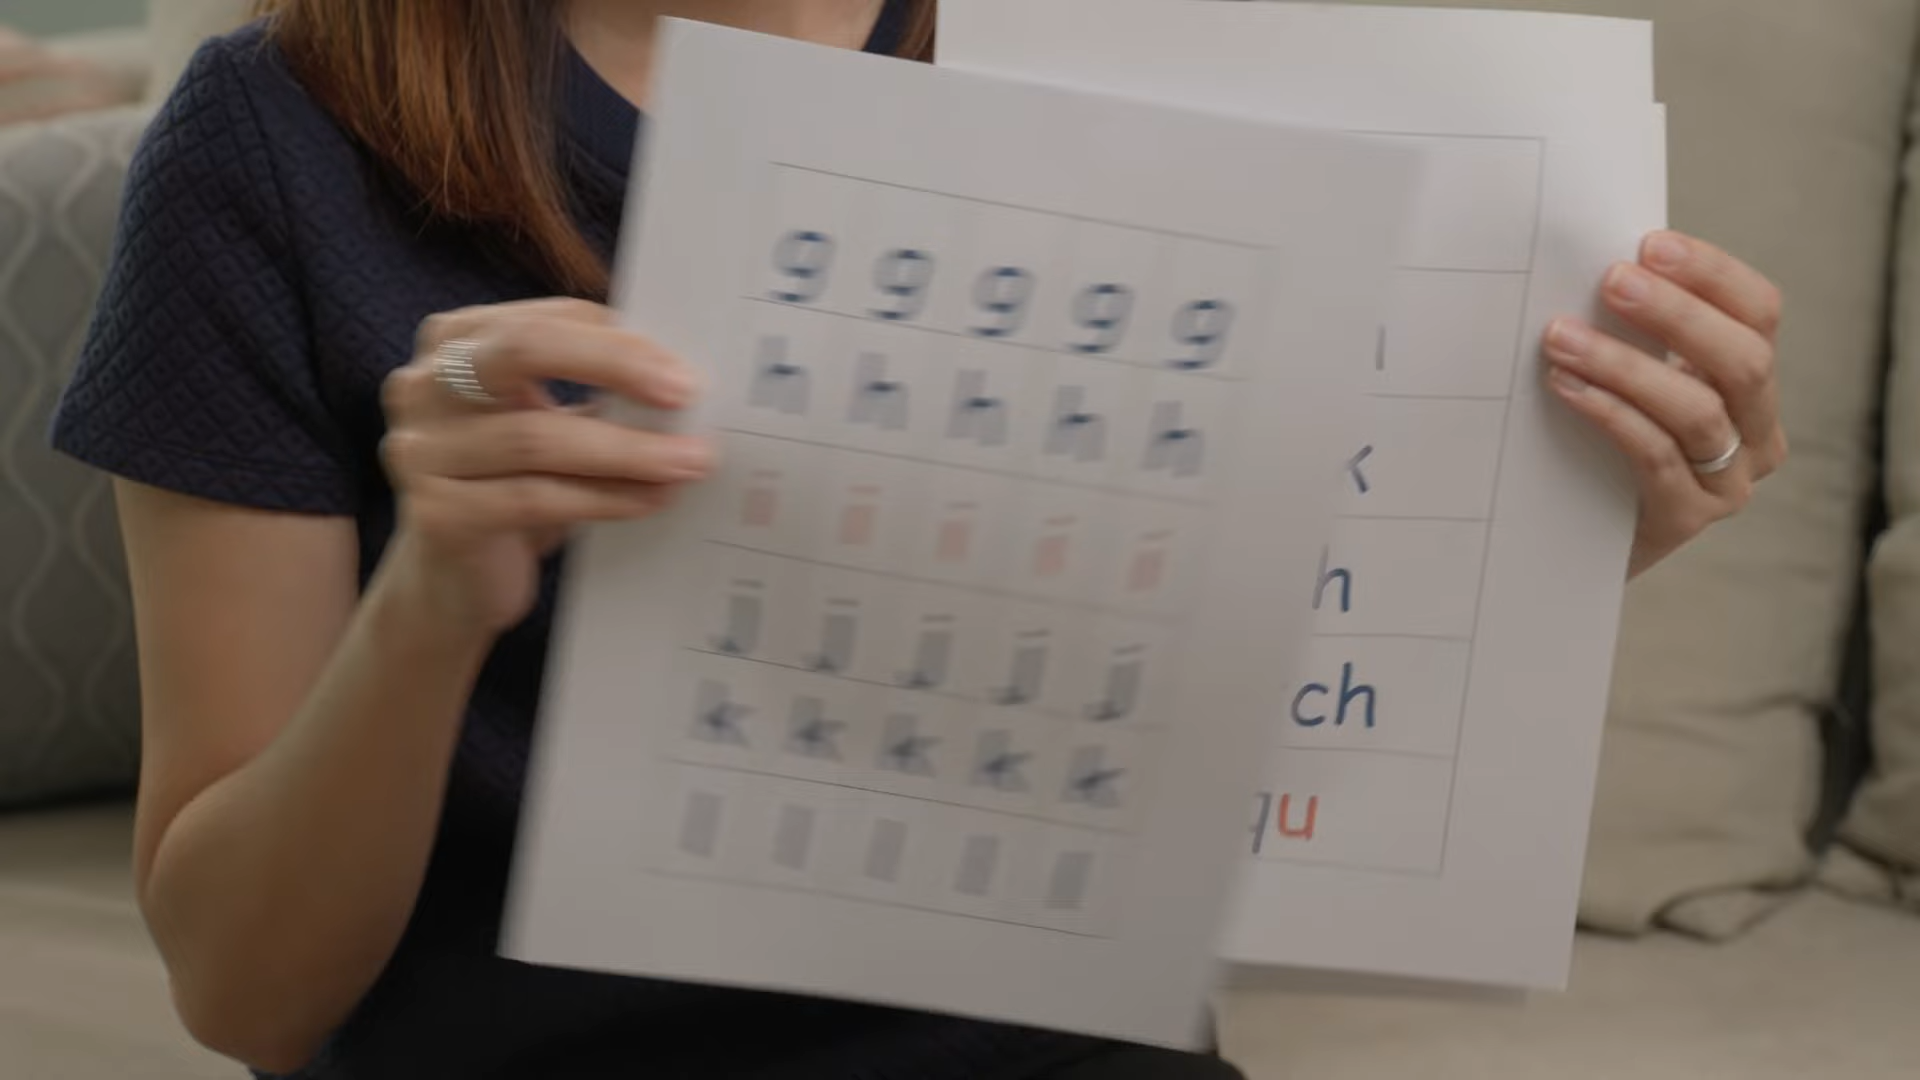 g g g g g
h h h h h
i i i i i
j j j j j
k k k k k
l l l l l
h
ch
qu